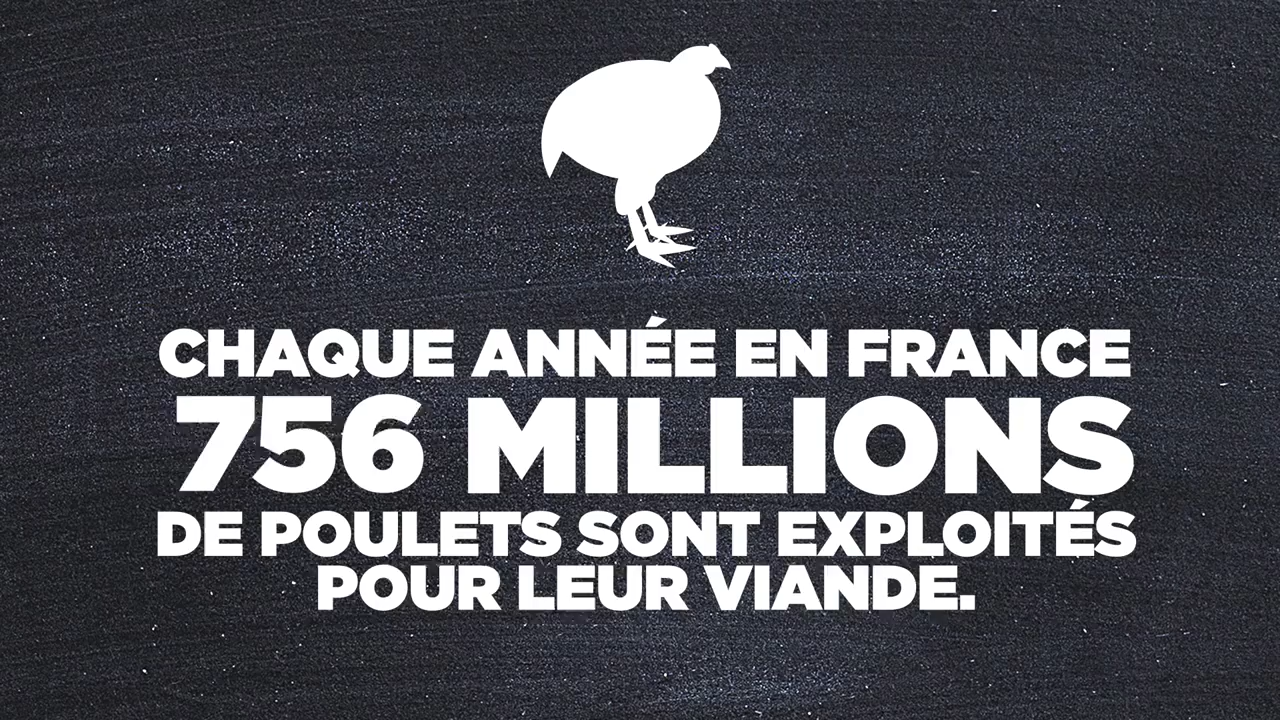 CHAQUE ANNÉE EN FRANCE
756 MILLIONS
DE POULETS SONT EXPLOITÉS
POUR LEUR VIANDE.